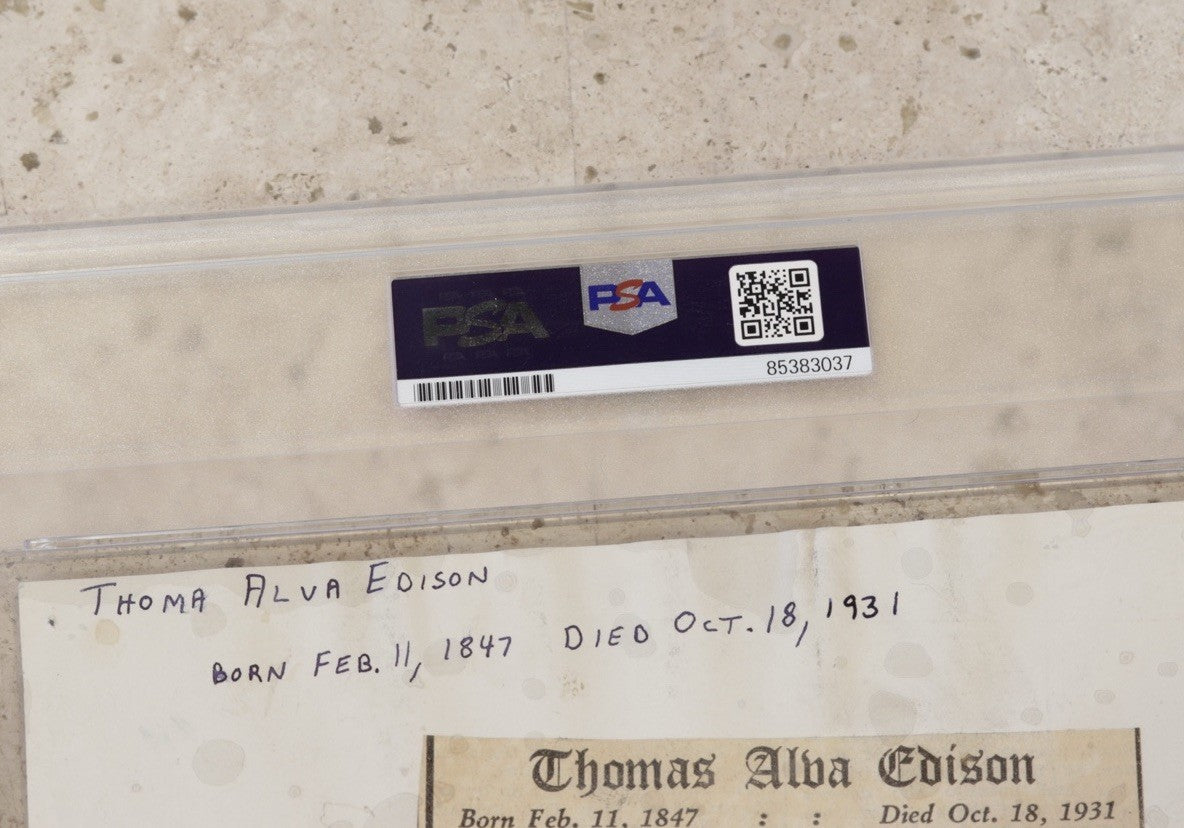 PSA
PSA
85383037
THOMA ALVA EDISON
BORN FEB. 11, 1847 DIED OCT. 18, 1931
Thomas Alva Edison
Born Feb. 11, 1847 : : Died Oct. 18, 1931